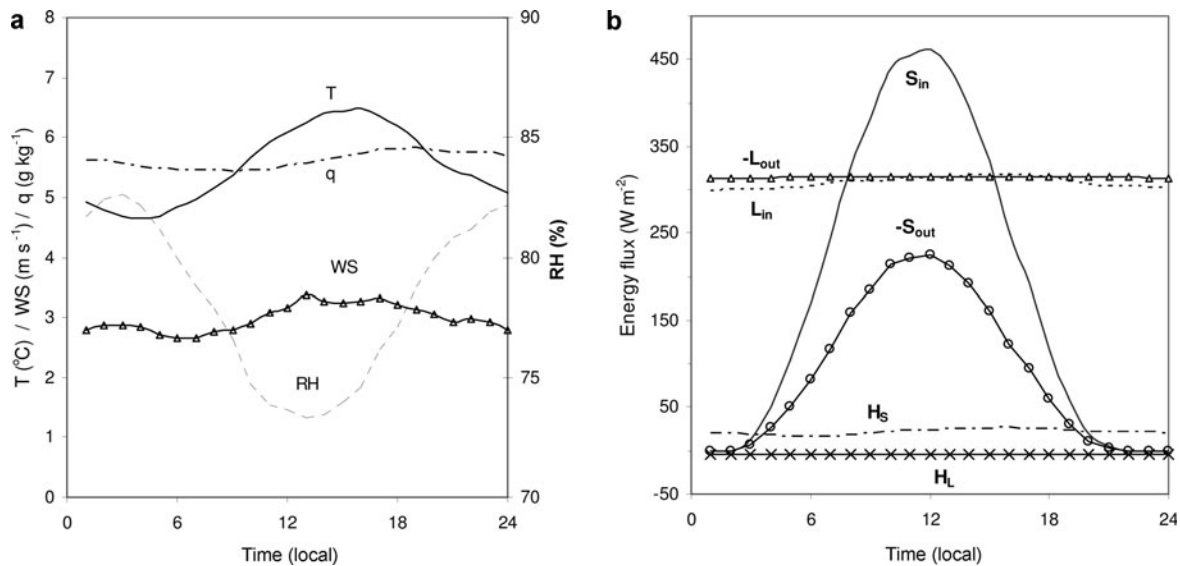 a
T (°C) / WS (m s⁻¹) / q (g kg⁻¹)
8
7
6
5
4
3
2
1
0
T
q
WS
RH
90
85
80
75
70
RH (%)
0 6 12 18 24
Time (local)
b
Energy flux (W m⁻²)
450
350
250
150
50
-50
S_in
-L_out
L_in
-S_out
H_S
H_L
0 6 12 18 24
Time (local)